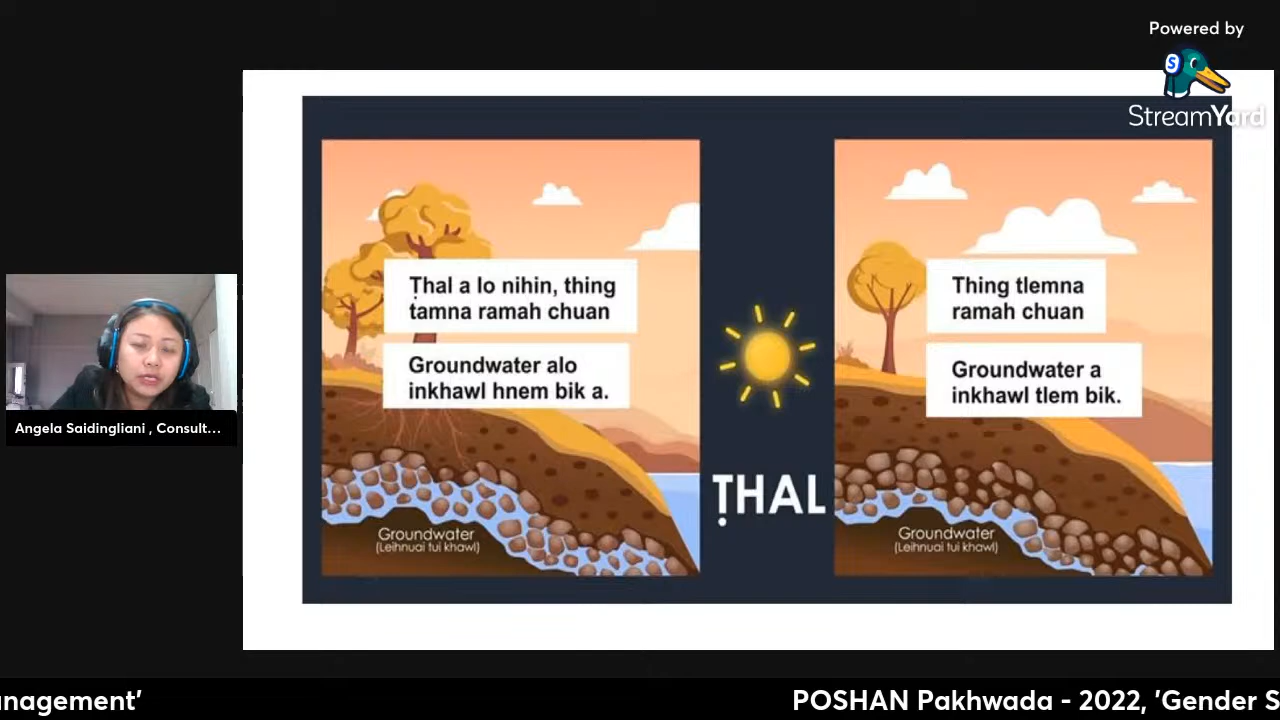 Powered by
StreamYard
Ṭhal a lo nihin, thing
tamna ramah chuan
Groundwater alo
inkhawl hnem bik a.
Groundwater
(Leihnuai tui khawl)
ṬHAL
Thing tlemna
ramah chuan
Groundwater a
inkhawl tlem bik.
Groundwater
(Leihnuai tui khawl)
Angela Saidingliani , Consult...
nagement'
POSHAN Pakhwada - 2022, 'Gender S